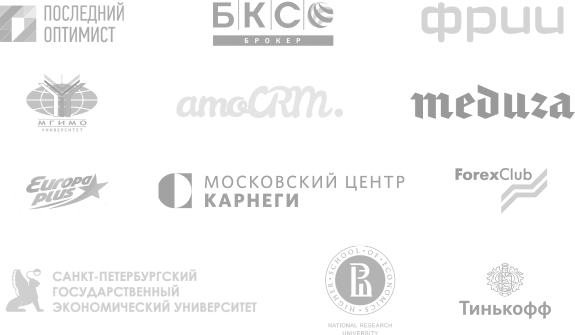 ПОСЛЕДНИЙ
ОПТИМИСТ
БКС
БРОКЕР
фрии
МГИМО
УНИВЕРСИТЕТ
amoCRM.
meduza
Europa
plus
МОСКОВСКИЙ ЦЕНТР
КАРНЕГИ
ForexClub
САНКТ-ПЕТЕРБУРГСКИЙ
ГОСУДАРСТВЕННЫЙ
ЭКОНОМИЧЕСКИЙ УНИВЕРСИТЕТ
HIGHER SCHOOL OF ECONOMICS
NATIONAL RESEARCH
UNIVERSITY
Тинькофф